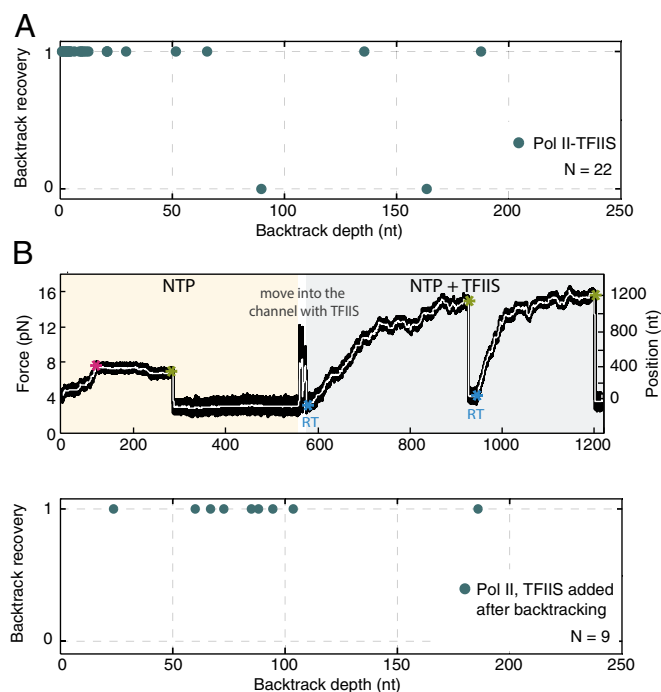 A
Backtrack recovery
1
0
0
50
100
150
200
250
Backtrack depth (nt)
Pol II-TFIIS
N = 22
B
NTP
move into the
channel with TFIIS
NTP + TFIIS
Force (pN)
16
12
8
4
0
Position (nt)
1200
800
400
0
RT
RT
0
200
400
600
800
1000
1200
Backtrack recovery
1
0
0
50
100
150
200
250
Backtrack depth (nt)
Pol II, TFIIS added
after backtracking
N = 9